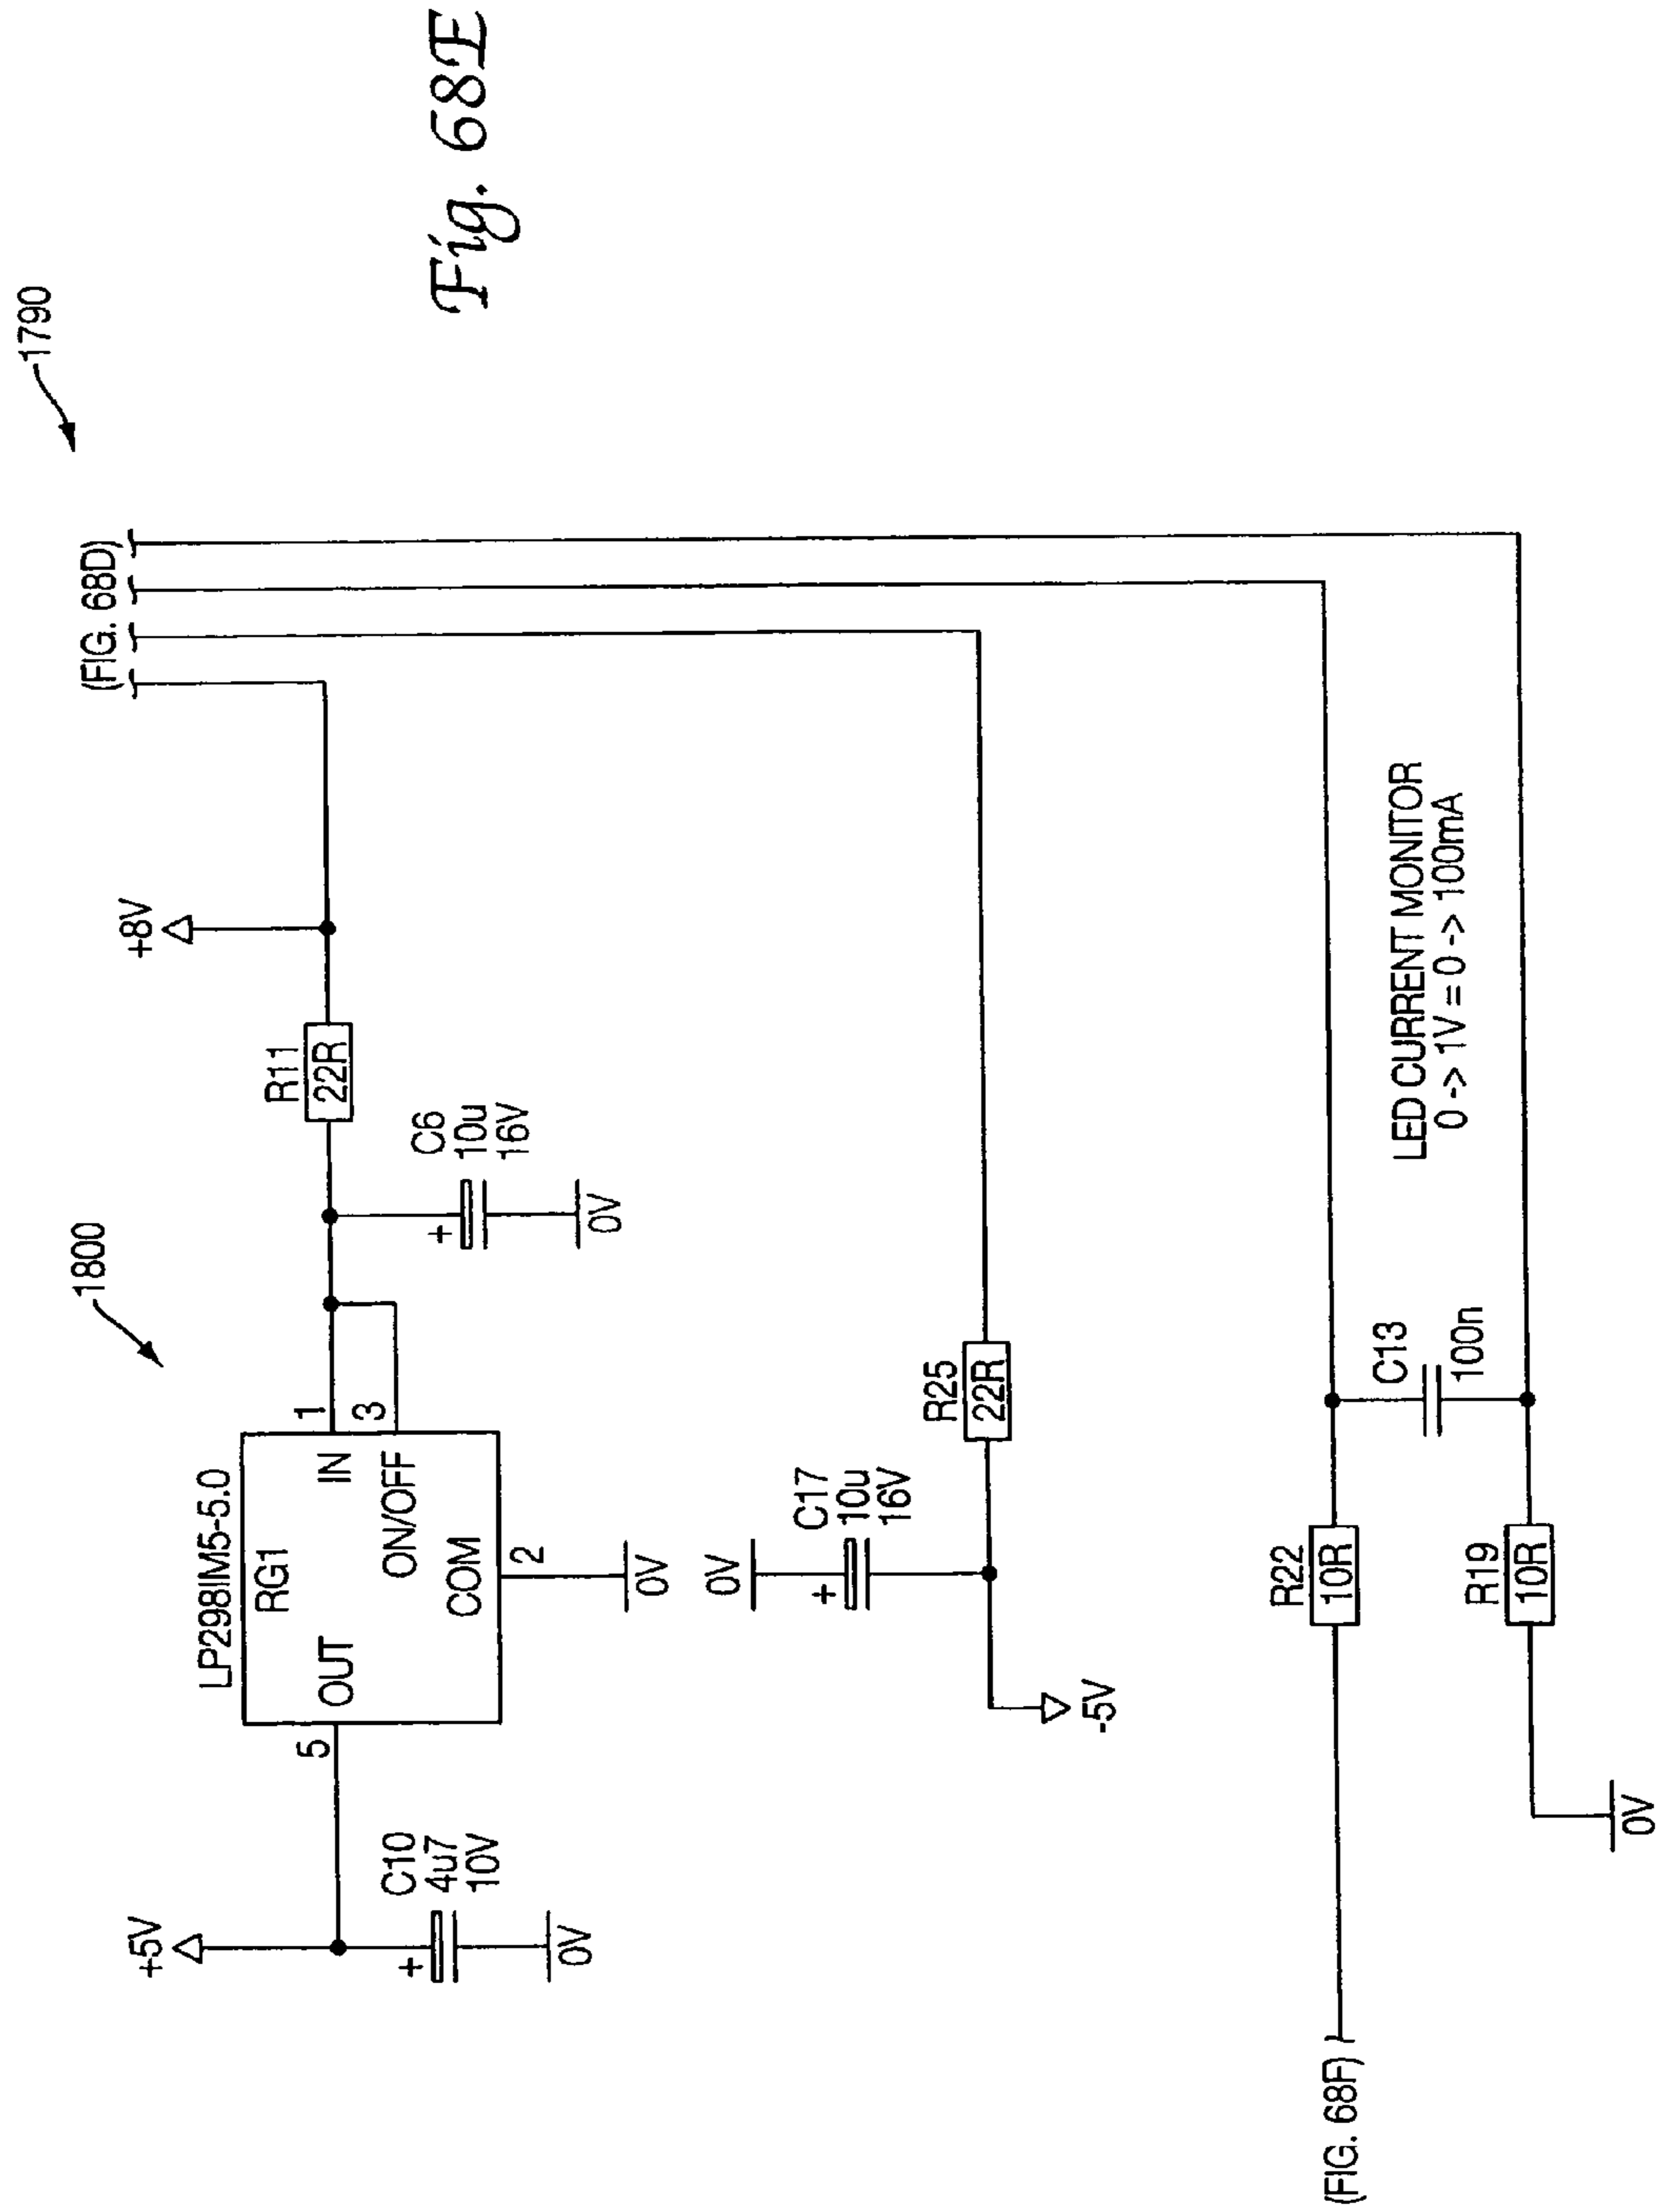 1790
Fig. 68E
(FIG. 68D)
+8V
R11
22R
C6
10u
16V
+
0V
1800
LP298IM5-5.0
RG1
IN
ON/OFF
COM
OUT
1
3
2
5
0V
+5V
C10
4u7
10V
+
0V
R25
22R
C17
10u
16V
+
0V
-5V
LED CURRENT MONITOR
0 -> 1V = 0 -> 100mA
C13
100n
R22
10R
R19
10R
0V
(FIG. 68F)